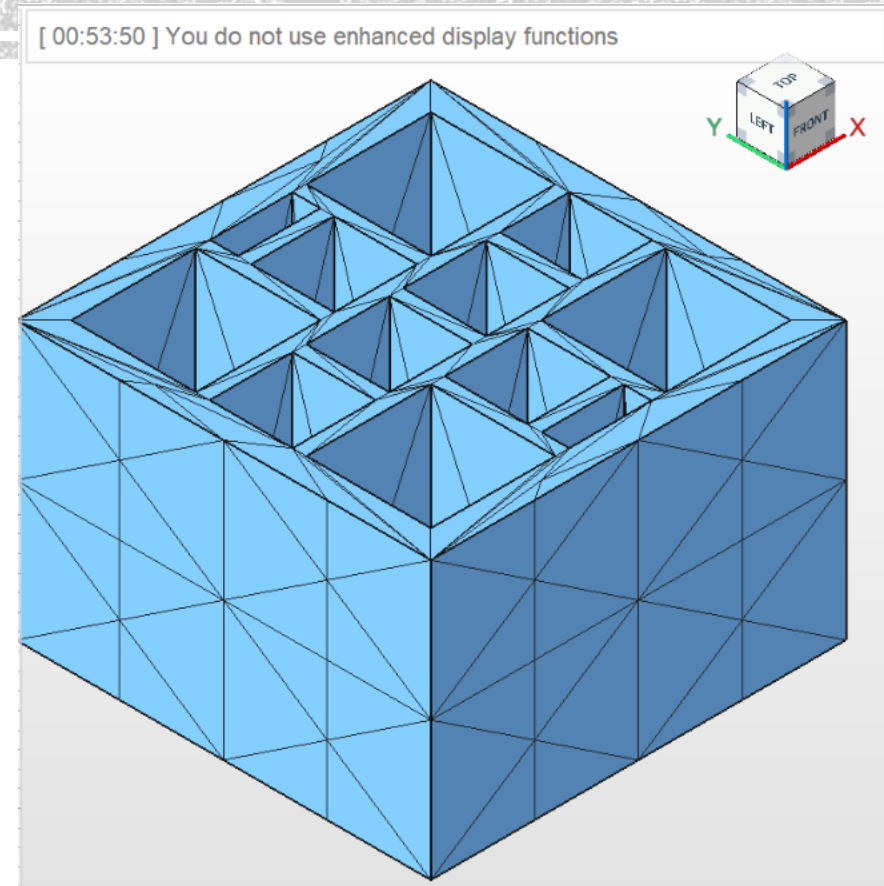 [ 00:53:50 ] You do not use enhanced display functions
TOP
Y
LEFT
FRONT
X